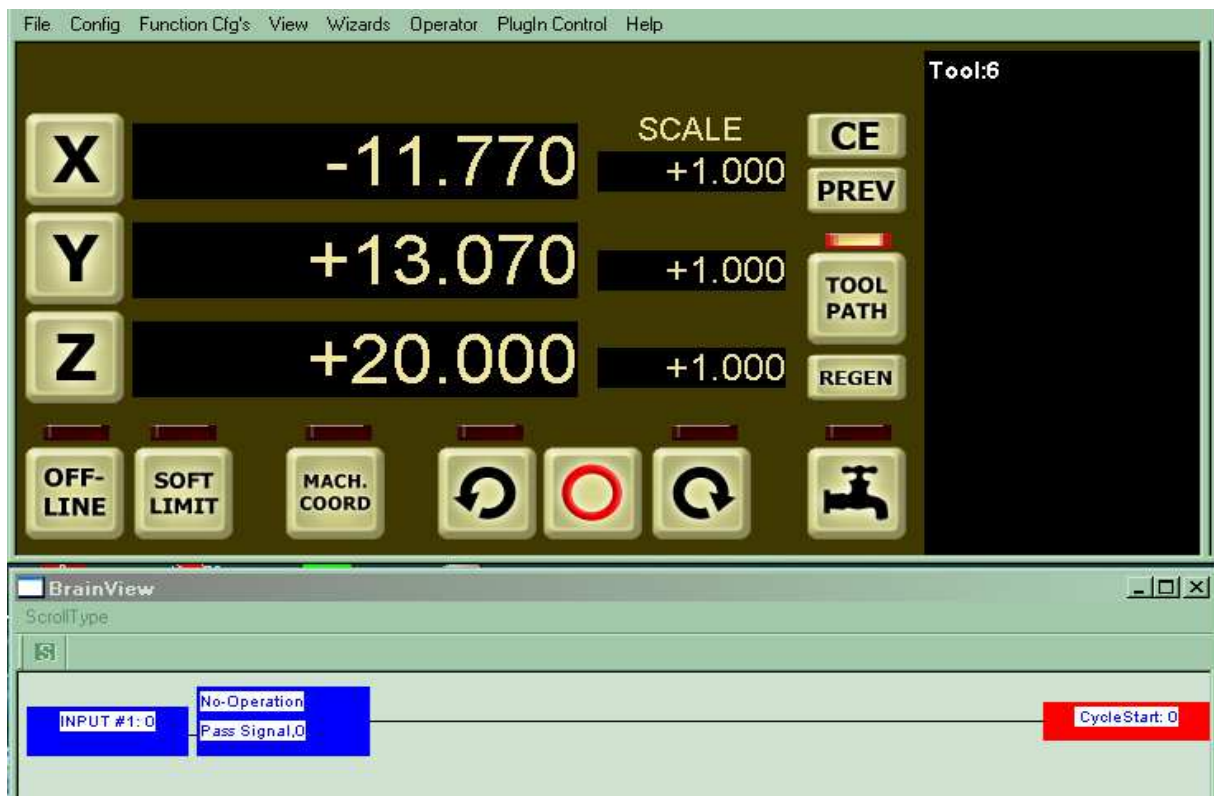 File Config Function Cfg's View Wizards Operator PlugIn Control Help
Tool:6
SCALE
X -11.770 +1.000 CE
PREV
Y +13.070 +1.000 TOOL
PATH
Z +20.000 +1.000 REGEN
OFF-
LINE
SOFT
LIMIT
MACH.
COORD
BrainView
ScrollType
S
No-Operation
INPUT #1: 0 Pass Signal,0 CycleStart: 0